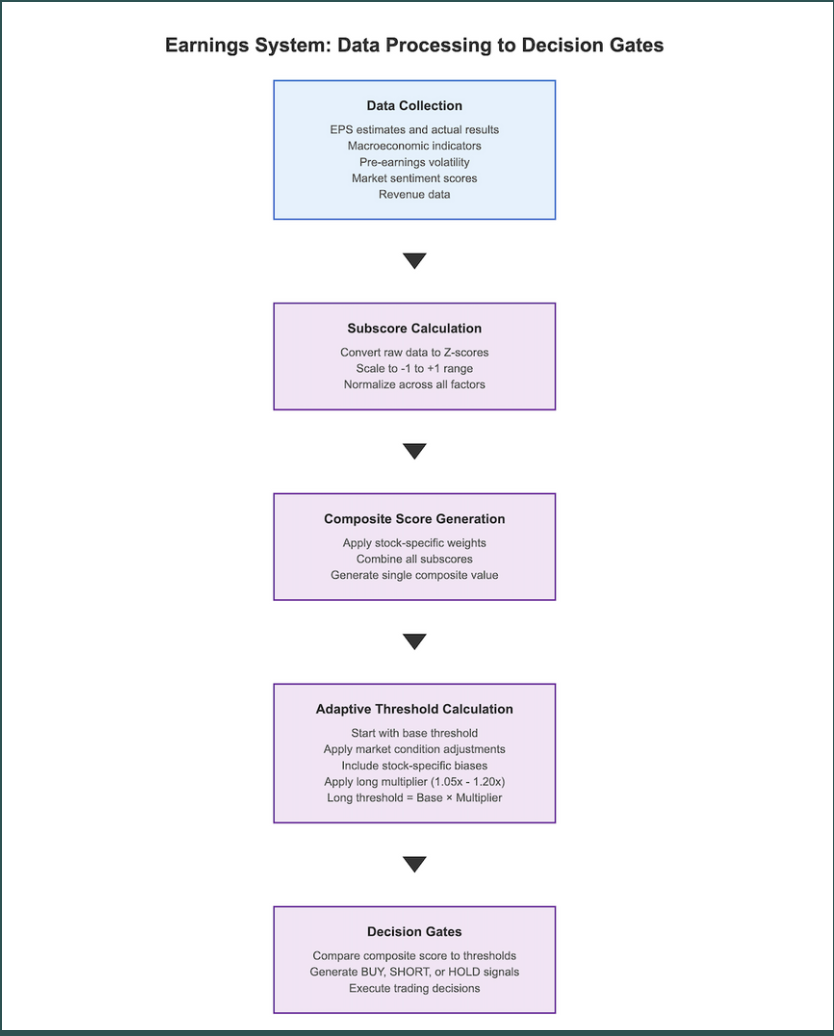 Earnings System: Data Processing to Decision Gates
Data Collection
EPS estimates and actual results
Macroeconomic indicators
Pre-earnings volatility
Market sentiment scores
Revenue data
Subscore Calculation
Convert raw data to Z-scores
Scale to -1 to +1 range
Normalize across all factors
Composite Score Generation
Apply stock-specific weights
Combine all subscores
Generate single composite value
Adaptive Threshold Calculation
Start with base threshold
Apply market condition adjustments
Include stock-specific biases
Apply long multiplier (1.05x - 1.20x)
Long threshold = Base × Multiplier
Decision Gates
Compare composite score to thresholds
Generate BUY, SHORT, or HOLD signals
Execute trading decisions